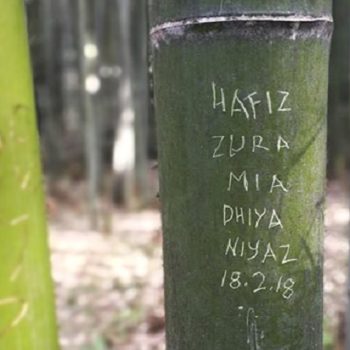 HAFIZ
ZURA
MIA
DHIYA
NIYAZ
18.2.18